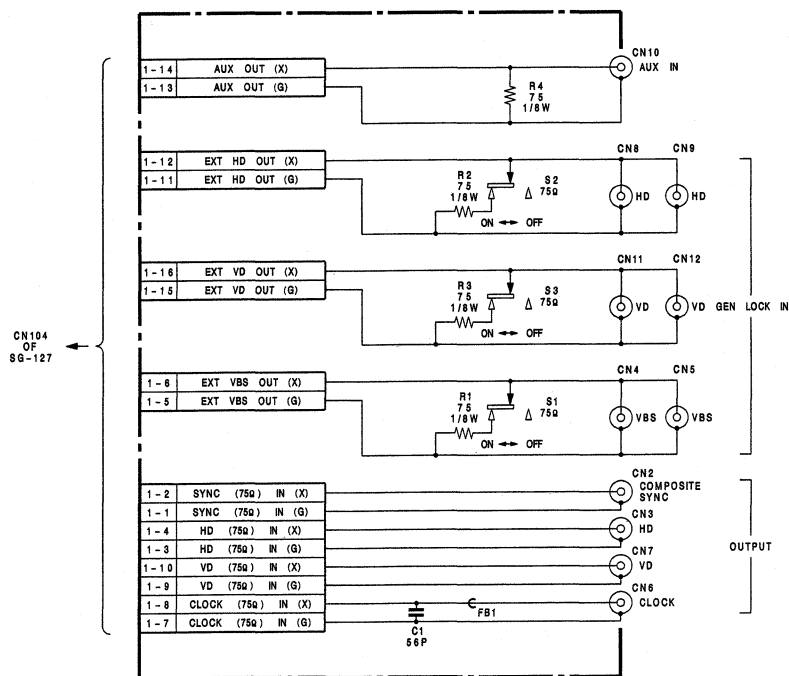 CN10
AUX IN
1-14 AUX OUT (X)
1-13 AUX OUT (G)
R4
75
1/8W
CN8 CN9
1-12 EXT HD OUT (X)
1-11 EXT HD OUT (G)
R2
75
1/8W
S2
75Ω
HD HD
ON ↔ OFF
1-16 EXT VD OUT (X)
1-15 EXT VD OUT (G)
CN11 CN12
R3
75
1/8W
S3
75Ω
VD VD GEN LOCK IN
ON ↔ OFF
CN104
OF
SG-127
1-6 EXT VBS OUT (X)
1-5 EXT VBS OUT (G)
CN4 CN5
R1
75
1/8W
S1
75Ω
VBS VBS
ON ↔ OFF
CN2
COMPOSITE
SYNC
1-2 SYNC (75Ω) IN (X)
1-1 SYNC (75Ω) IN (G)
CN3
HD
1-4 HD (75Ω) IN (X)
1-3 HD (75Ω) IN (G)
OUTPUT
CN7
VD
1-10 VD (75Ω) IN (X)
1-9 VD (75Ω) IN (G)
CN6
CLOCK
1-8 CLOCK (75Ω) IN (X)
1-7 CLOCK (75Ω) IN (G)
FB1
C1
56P